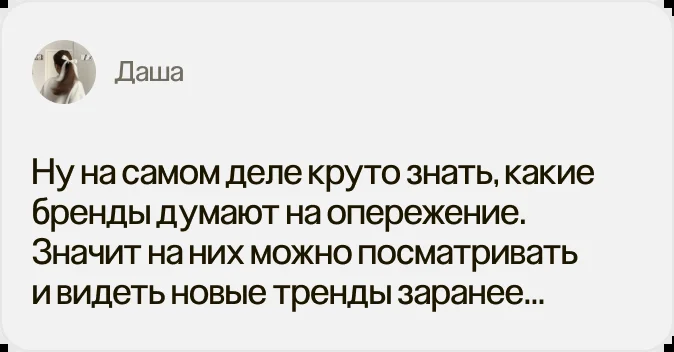 Даша
Ну на самом деле круто знать, какие
бренды думают на опережение.
Значит на них можно посматривать
и видеть новые тренды заранее...